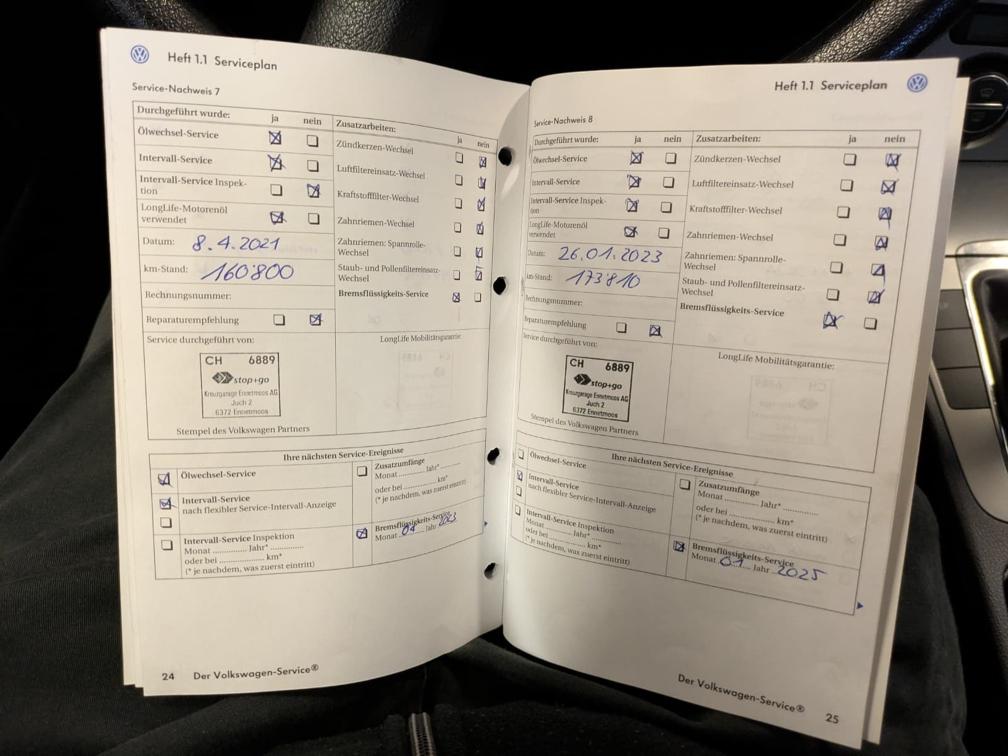 Heft 1.1 Serviceplan
Service-Nachweis 7
Durchgeführt wurde: ja nein
Ölwechsel-Service
Intervall-Service
Intervall-Service Inspek-
tion
LongLife-Motorenöl
verwendet
Datum: 8.4.2021
km-Stand: 160'800
Rechnungsnummer:
Reparaturempfehlung
Zusatzarbeiten: ja nein
Zündkerzen-Wechsel
Luftfiltereinsatz-Wechsel
Kraftstofffilter-Wechsel
Zahnriemen-Wechsel
Zahnriemen: Spannrolle-
Wechsel
Staub- und Pollenfiltereinsatz-
Wechsel
Bremsflüssigkeits-Service
Service durchgeführt von:
CH 6889
stop+go
Kreuzgarage Ennetmoos AG
Juch 2
6372 Ennetmoos
Stempel des Volkswagen Partners
LongLife Mobilitätsgarantie:
Ihre nächsten Service-Ereignisse
Ölwechsel-Service
Intervall-Service
nach flexibler Service-Intervall-Anzeige
Intervall-Service Inspektion
Monat ............ Jahr* ............
oder bei ............ km*
(* je nachdem, was zuerst eintritt)
Zusatzumfänge
Monat ............ Jahr* ............
oder bei ............ km*
(* je nachdem, was zuerst eintritt)
Bremsflüssigkeits-Service
Monat 04 Jahr 2023
24 Der Volkswagen-Service®
Heft 1.1 Serviceplan
Service-Nachweis 8
Durchgeführt wurde: ja nein
Ölwechsel-Service
Intervall-Service
Intervall-Service Inspek-
tion
LongLife-Motorenöl
verwendet
Datum: 26.01.2023
km-Stand: 173'810
Rechnungsnummer:
Reparaturempfehlung
Zusatzarbeiten: ja nein
Zündkerzen-Wechsel
Luftfiltereinsatz-Wechsel
Kraftstofffilter-Wechsel
Zahnriemen-Wechsel
Zahnriemen: Spannrolle-
Wechsel
Staub- und Pollenfiltereinsatz-
Wechsel
Bremsflüssigkeits-Service
Service durchgeführt von:
CH 6889
stop+go
Kreuzgarage Ennetmoos AG
Juch 2
6372 Ennetmoos
Stempel des Volkswagen Partners
LongLife Mobilitätsgarantie:
Ihre nächsten Service-Ereignisse
Ölwechsel-Service
Intervall-Service
nach flexibler Service-Intervall-Anzeige
Intervall-Service Inspektion
Monat ............ Jahr* ............
oder bei ............ km*
(* je nachdem, was zuerst eintritt)
Zusatzumfänge
Monat ............ Jahr* ............
oder bei ............ km*
(* je nachdem, was zuerst eintritt)
Bremsflüssigkeits-Service
Monat 01 Jahr 2025
Der Volkswagen-Service® 25